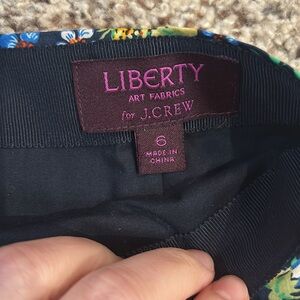 LIBERTY
ART FABRICS
for J.CREW
6
MADE IN
CHINA